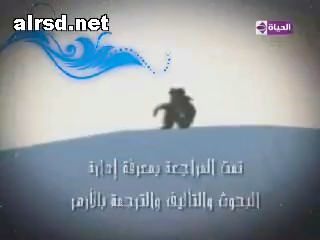 alrsd.net
الحياة
تمت المراجعة بمعرفة إدارة
البحوث والتأليف والترجمة بالأزهر